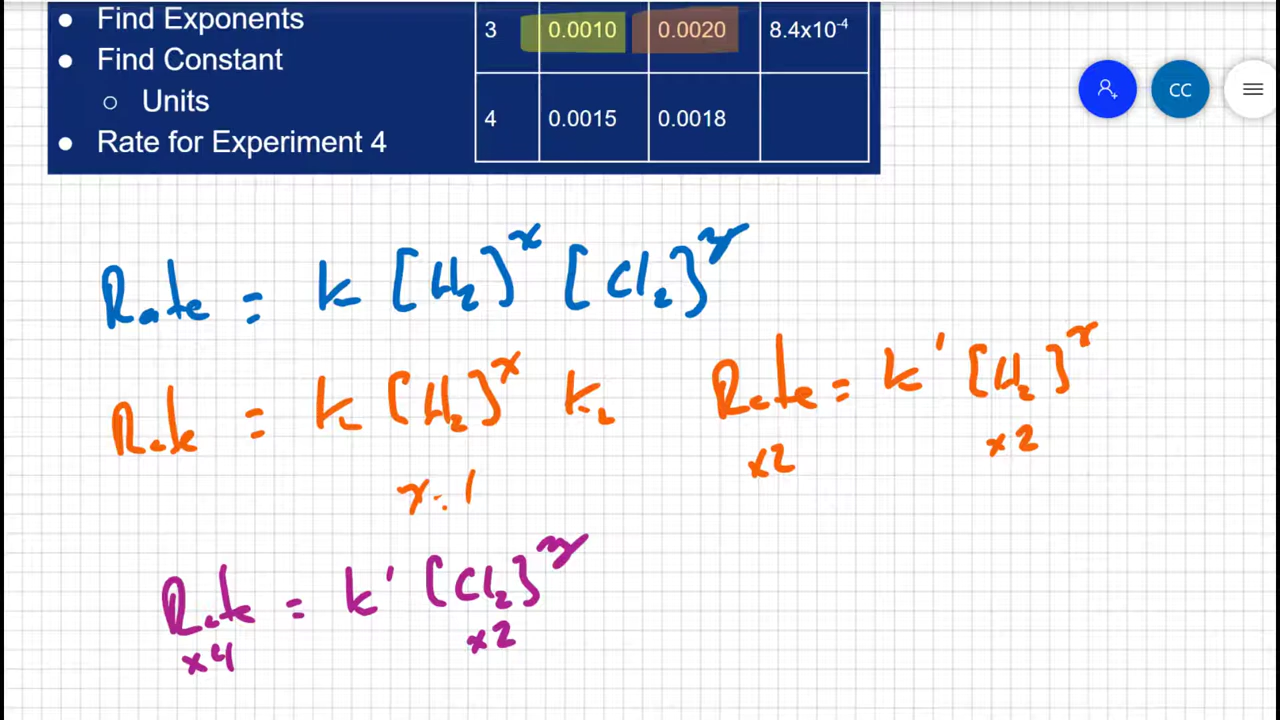 ● Find Exponents
● Find Constant
○ Units
● Rate for Experiment 4
3 0.0010 0.0020 8.4x10⁻⁴
4 0.0015 0.0018
CC
Rate = k [H₂]ˣ [Cl₂]ʸ
Rate = k [H₂]ˣ k₂
Rate = k' [H₂]ˣ
x2 x2
x = 1
Rate = k' [Cl₂]ʸ
x4 x2